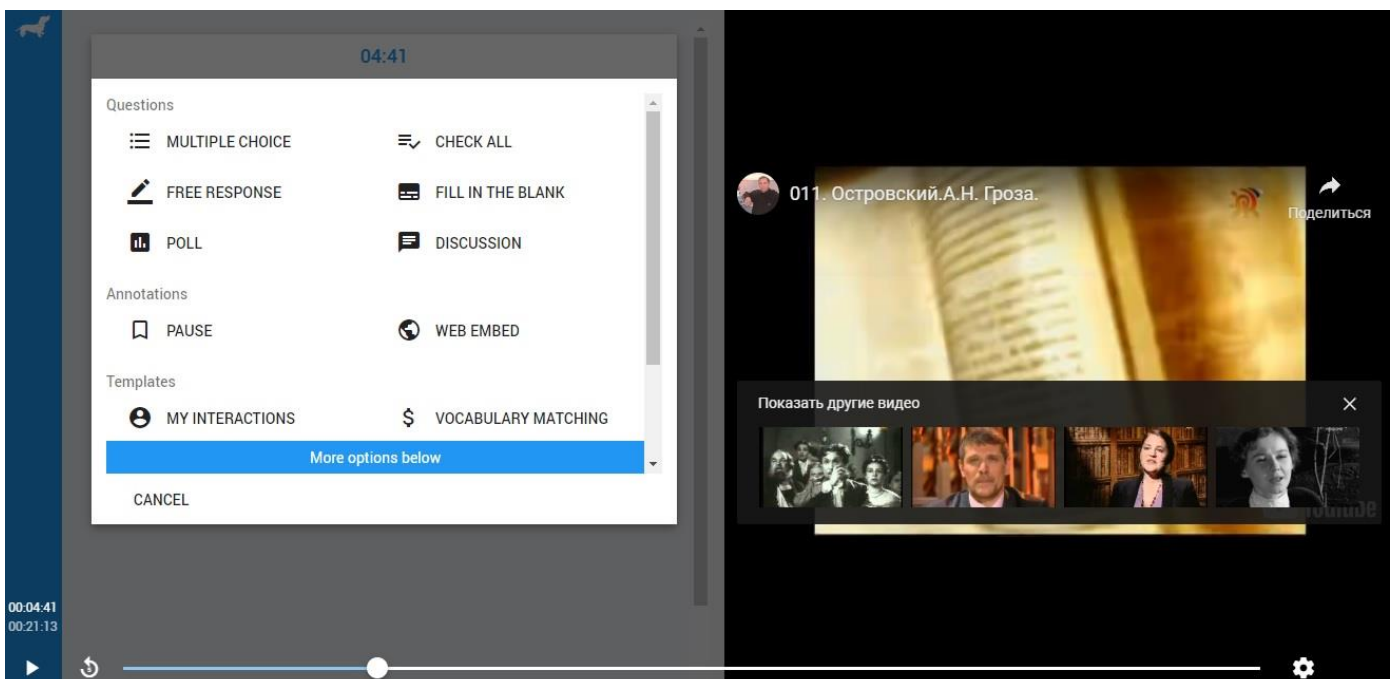 04:41
Questions
MULTIPLE CHOICE
CHECK ALL
FREE RESPONSE
FILL IN THE BLANK
POLL
DISCUSSION
Annotations
PAUSE
WEB EMBED
Templates
MY INTERACTIONS
VOCABULARY MATCHING
More options below
CANCEL
00:04:41
00:21:13
5
011. Островский.А.Н. Гроза.
Поделиться
Показать другие видео
YouTube